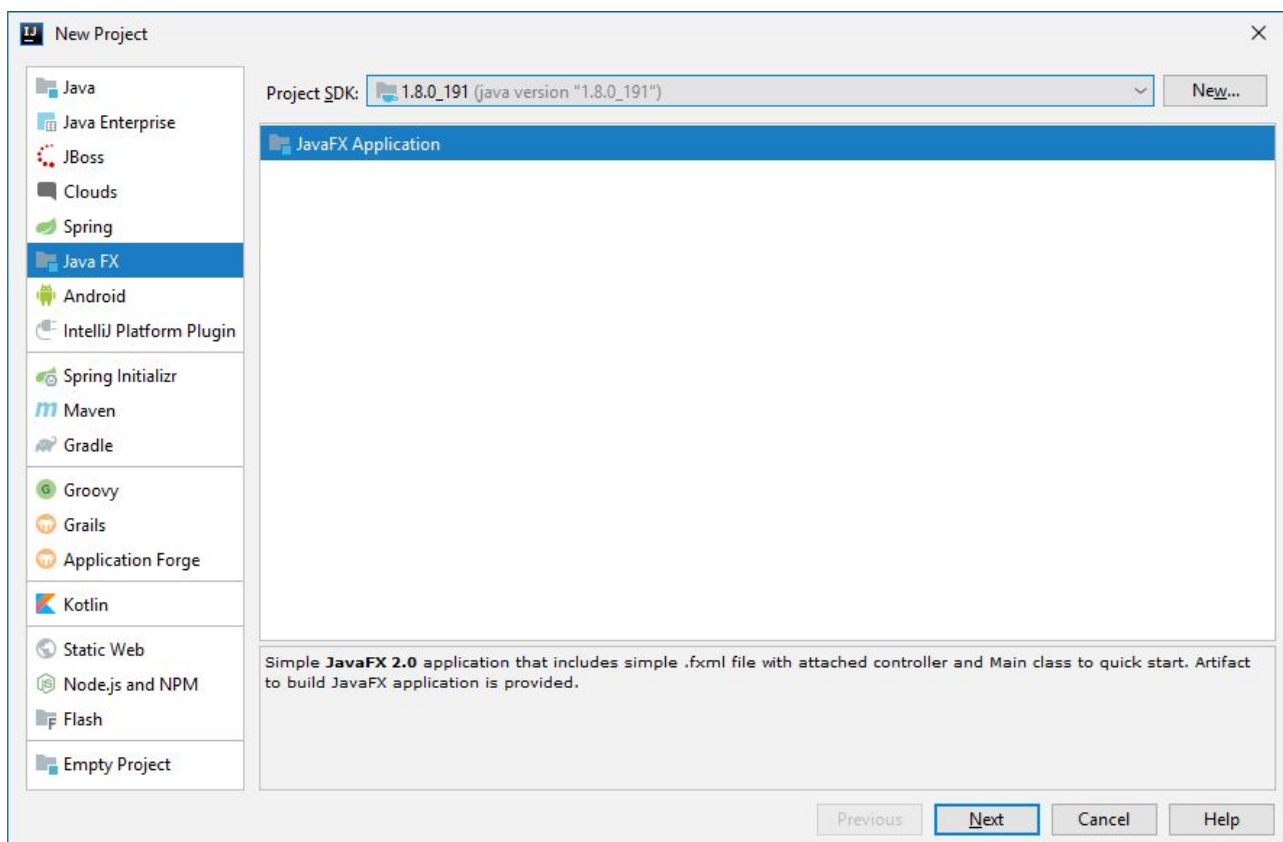 New Project
Java
Java Enterprise
JBoss
Clouds
Spring
Java FX
Android
IntelliJ Platform Plugin
Spring Initializr
Maven
Gradle
Groovy
Grails
Application Forge
Kotlin
Static Web
Node.js and NPM
Flash
Empty Project
Project SDK: 1.8.0_191 (java version "1.8.0_191") New...
JavaFX Application
Simple JavaFX 2.0 application that includes simple .fxml file with attached controller and Main class to quick start. Artifact
to build JavaFX application is provided.
Previous Next Cancel Help